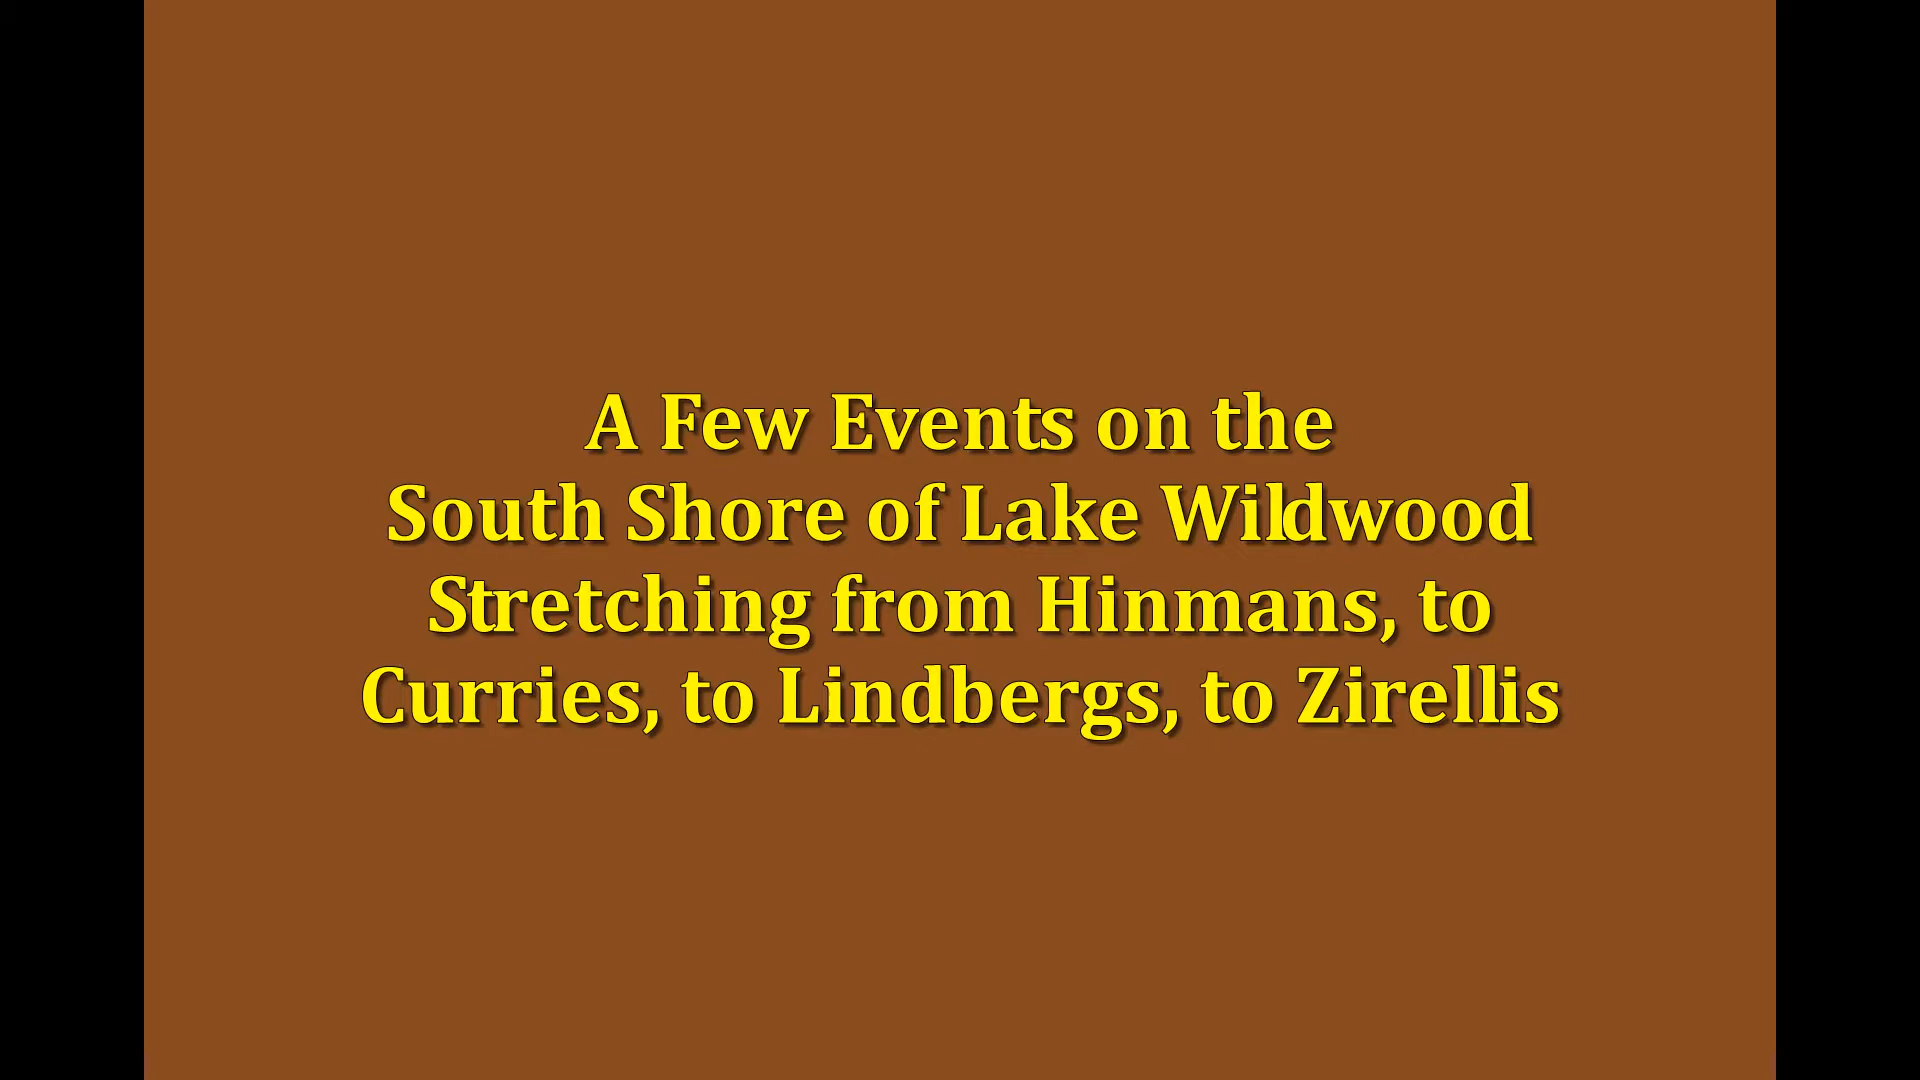 A Few Events on the
South Shore of Lake Wildwood
Stretching from Hinmans, to
Curries, to Lindbergs, to Zirellis